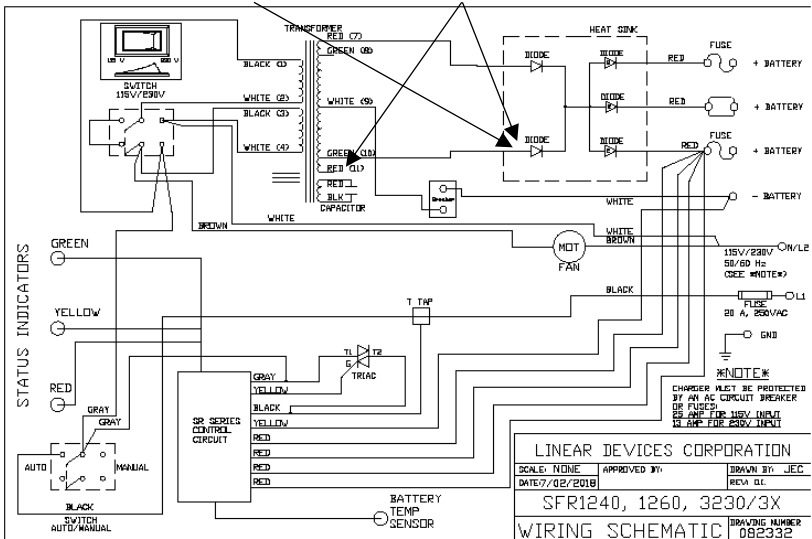 115 V 230 V
SWITCH
115V/230V
TRANSFORMER
RED (7)
GREEN (8)
BLACK (1)
WHITE (2)
BLACK (3)
WHITE (4)
WHITE (9)
GREEN (10)
RED (11)
RED
BLK
CAPACITOR
HEAT SINK
DIODE
DIODE
DIODE
DIODE
DIODE
RED
FUSE
+ BATTERY
RED
+ BATTERY
RED
FUSE
+ BATTERY
Breaker
WHITE
- BATTERY
BROWN
WHITE
WHITE
BROWN
MOT
FAN
115V/230V
50/60 Hz
(SEE *NOTE*)
N/L2
BLACK
L1
FUSE
20 A, 250VAC
GND
STATUS INDICATORS
GREEN
YELLOW
RED
T TAP
T1
T2
G
TRIAC
GRAY
YELLOW
BLACK
YELLOW
RED
RED
RED
RED
SR SERIES
CONTROL
CIRCUIT
GRAY
GRAY
AUTO
MANUAL
BLACK
SWITCH
AUTO/MANUAL
BATTERY
TEMP
SENSOR
*NOTE*
CHARGER MUST BE PROTECTED
BY AN AC CIRCUIT BREAKER
OR FUSES:
25 AMP FOR 115V INPUT
13 AMP FOR 230V INPUT
LINEAR DEVICES CORPORATION
SCALE: NONE APPROVED BY: DRAWN BY: JEC
DATE:7/02/2018 REV: 
SFR1240, 1260, 3230/3X
WIRING SCHEMATIC
DRAWING NUMBER
082332